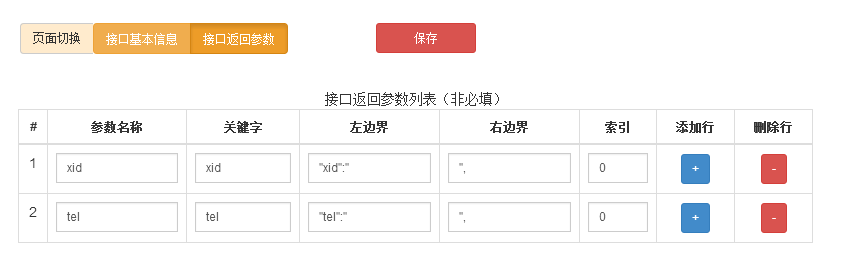 页面切换 接口基本信息 接口返回参数 保存
接口返回参数列表（非必填）
# 参数名称 关键字 左边界 右边界 索引 添加行 删除行
1 xid xid "xid":" ", 0 + -
2 tel tel "tel":" ", 0 + -